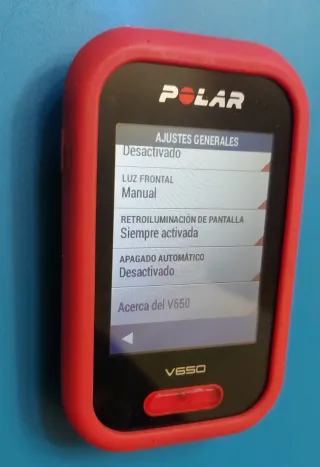 POLAR
AJUSTES GENERALES
Desactivado
LUZ FRONTAL
Manual
RETROILUMINACIÓN DE PANTALLA
Siempre activada
APAGADO AUTOMÁTICO
Desactivado
Acerca del V650
V650